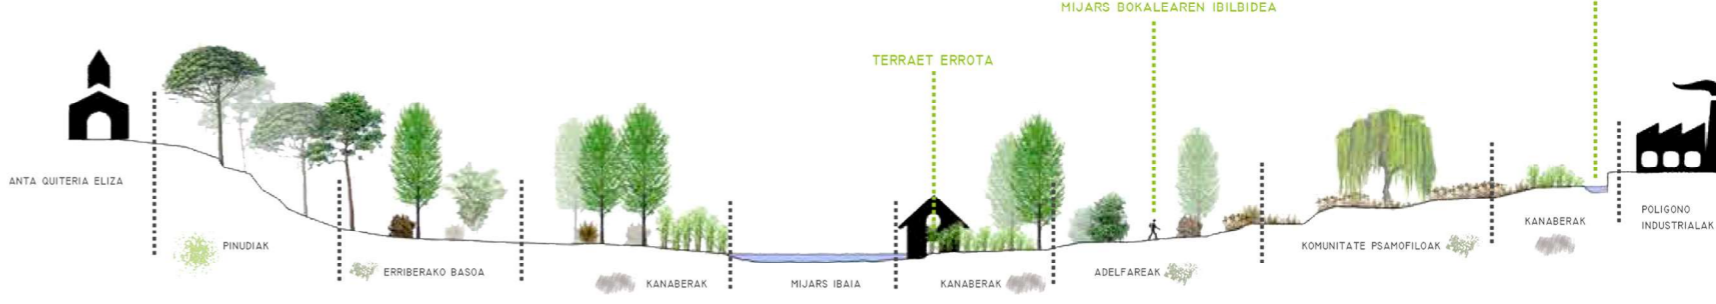 MIJARS BOKALEAREN IBILBIDEA
TERRAET ERROTA
ANTA QUITERIA ELIZA
PINUDIAK
ERRIBERAKO BASOA
KANABERAK
MIJARS IBAIA
KANABERAK
ADELFAREAK
KOMUNITATE PSAMOFILOAK
KANABERAK
POLIGONO
INDUSTRIALAK